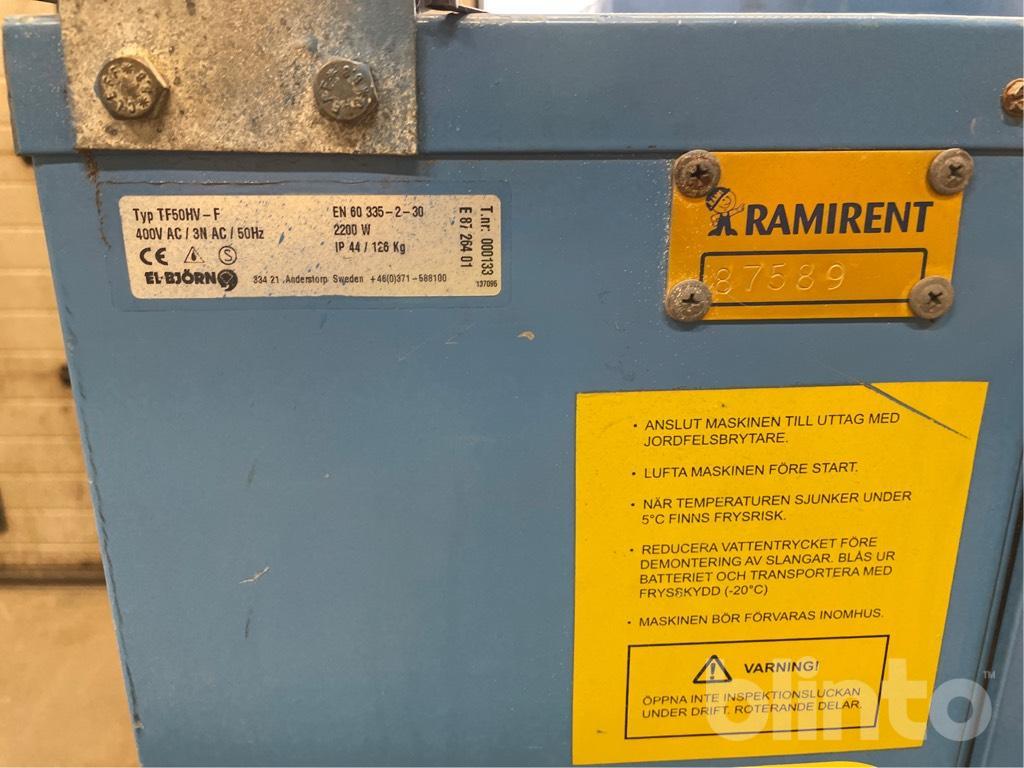 Typ TF50HV-F
400V AC / 3N AC / 50Hz
EN 60 335-2-30
2200 W
IP 44 / 126 Kg
CE
EL-BJÖRN
334 21 Anderstorp Sweden +46(0)371-588100
T.nr. 000133
E 87 264 01
137095
RAMIRENT
87589
• ANSLUT MASKINEN TILL UTTAG MED
JORDFELSBRYTARE.
• LUFTA MASKINEN FÖRE START.
• NÄR TEMPERATUREN SJUNKER UNDER
5°C FINNS FRYSRISK.
• REDUCERA VATTENTRYCKET FÖRE
DEMONTERING AV SLANGAR. BLÅS UR
BATTERIET OCH TRANSPORTERA MED
FRYSSKYDD (-20°C)
• MASKINEN BÖR FÖRVARAS INOMHUS.
VARNING!
ÖPPNA INTE INSPEKTIONSLUCKAN
UNDER DRIFT. ROTERANDE DELAR.
blinto™